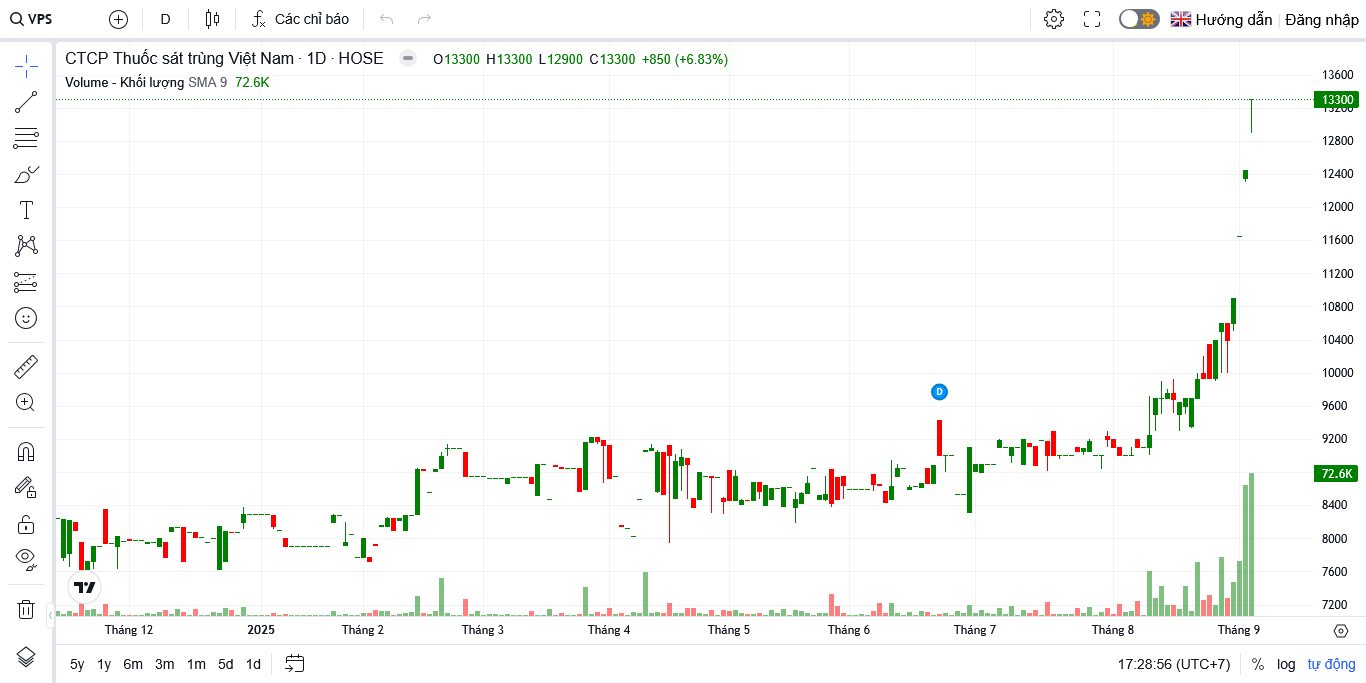 VPS D Các chỉ báo Hướng dẫn Đăng nhập
CTCP Thuốc sát trùng Việt Nam · 1D · HOSE O13300 H13300 L12900 C13300 +850 (+6.83%)
Volume - Khối lượng SMA 9 72.6K
13600
13300
13200
12800
12400
12000
11600
11200
10800
10400
10000
9600
D
9200
72.6K
8400
8000
7600
7200
Tháng 12 2025 Tháng 2 Tháng 3 Tháng 4 Tháng 5 Tháng 6 Tháng 7 Tháng 8 Tháng 9
5y 1y 6m 3m 1m 5d 1d 17:28:56 (UTC+7) % log tự động